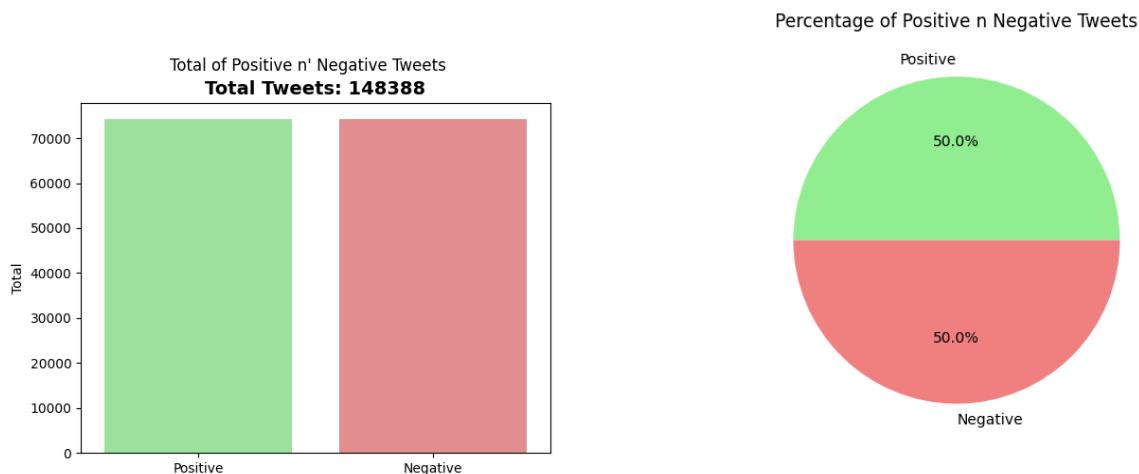 Total of Positive n' Negative Tweets
Total Tweets: 148388
Total
70000
60000
50000
40000
30000
20000
10000
0
Positive
Negative
Percentage of Positive n Negative Tweets
Positive
50.0%
50.0%
Negative